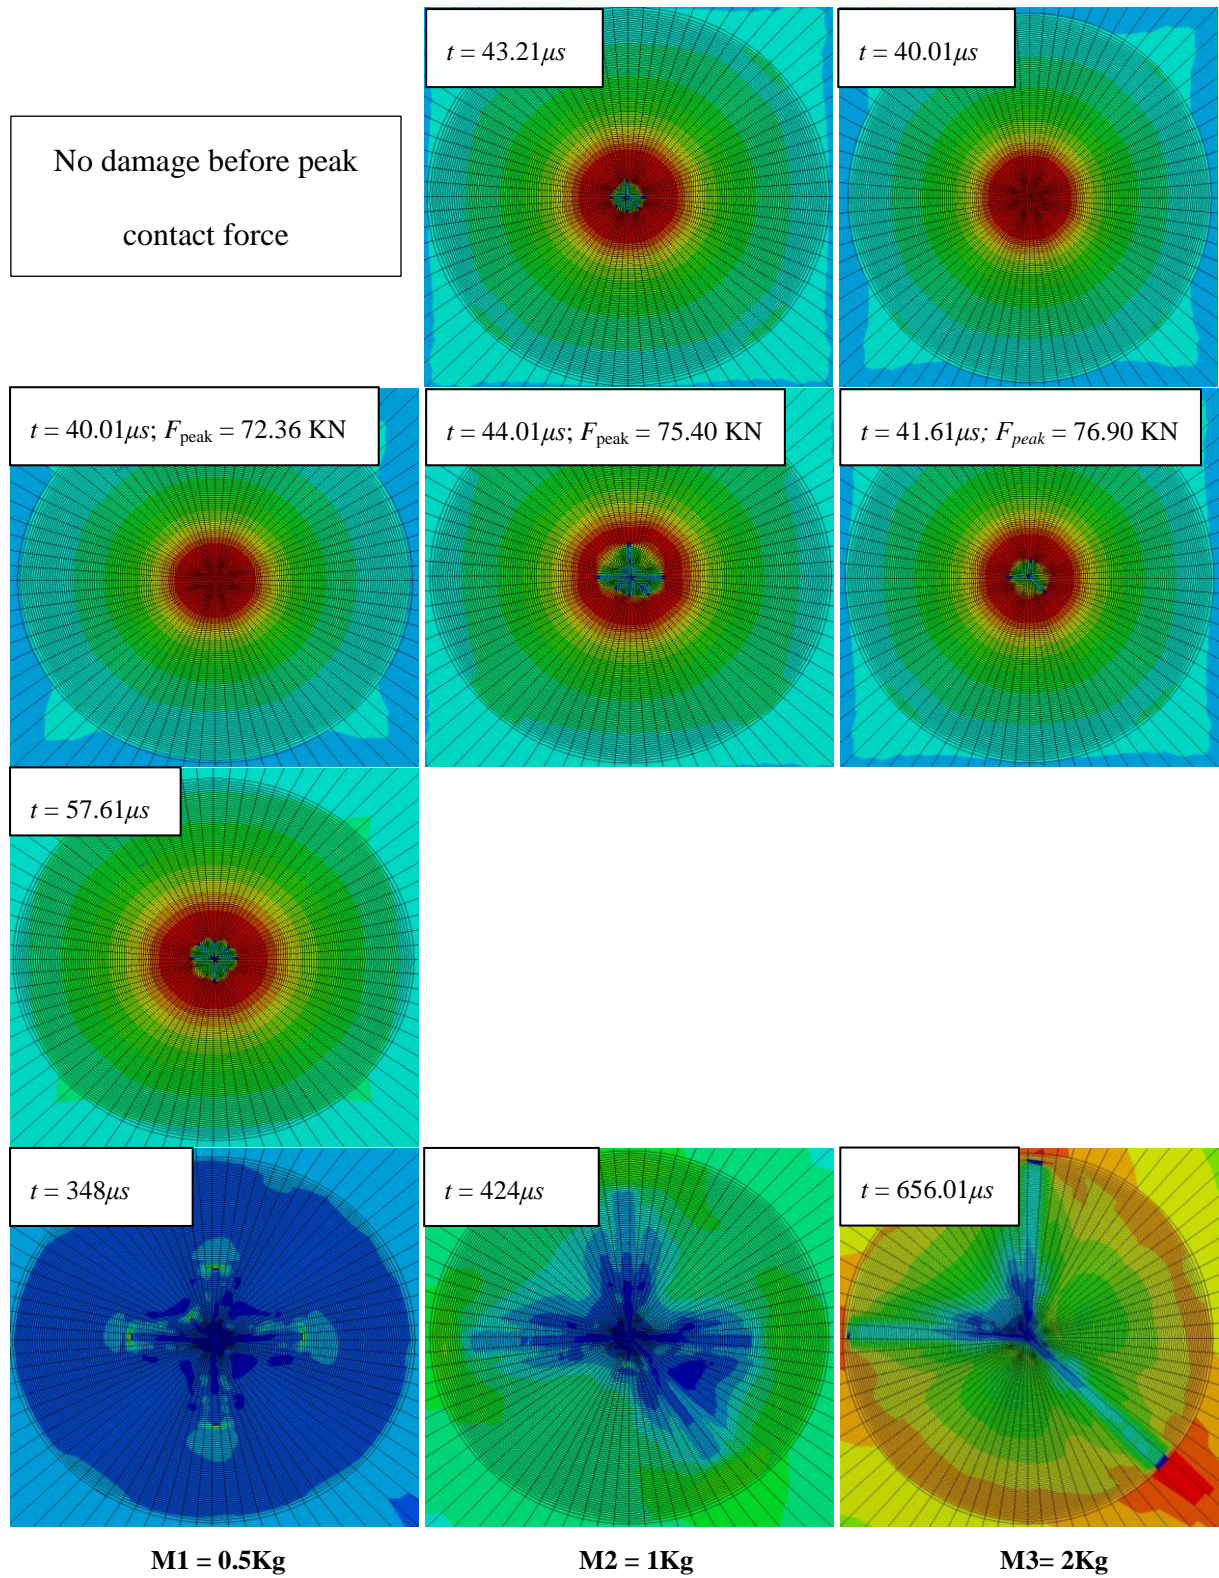 t = 43.21μs
t = 40.01μs
No damage before peak
contact force
t = 40.01μs; Fpeak = 72.36 KN
t = 44.01μs; Fpeak = 75.40 KN
t = 41.61μs; Fpeak = 76.90 KN
t = 57.61μs
t = 348μs
t = 424μs
t = 656.01μs
M1 = 0.5Kg
M2 = 1Kg
M3= 2Kg